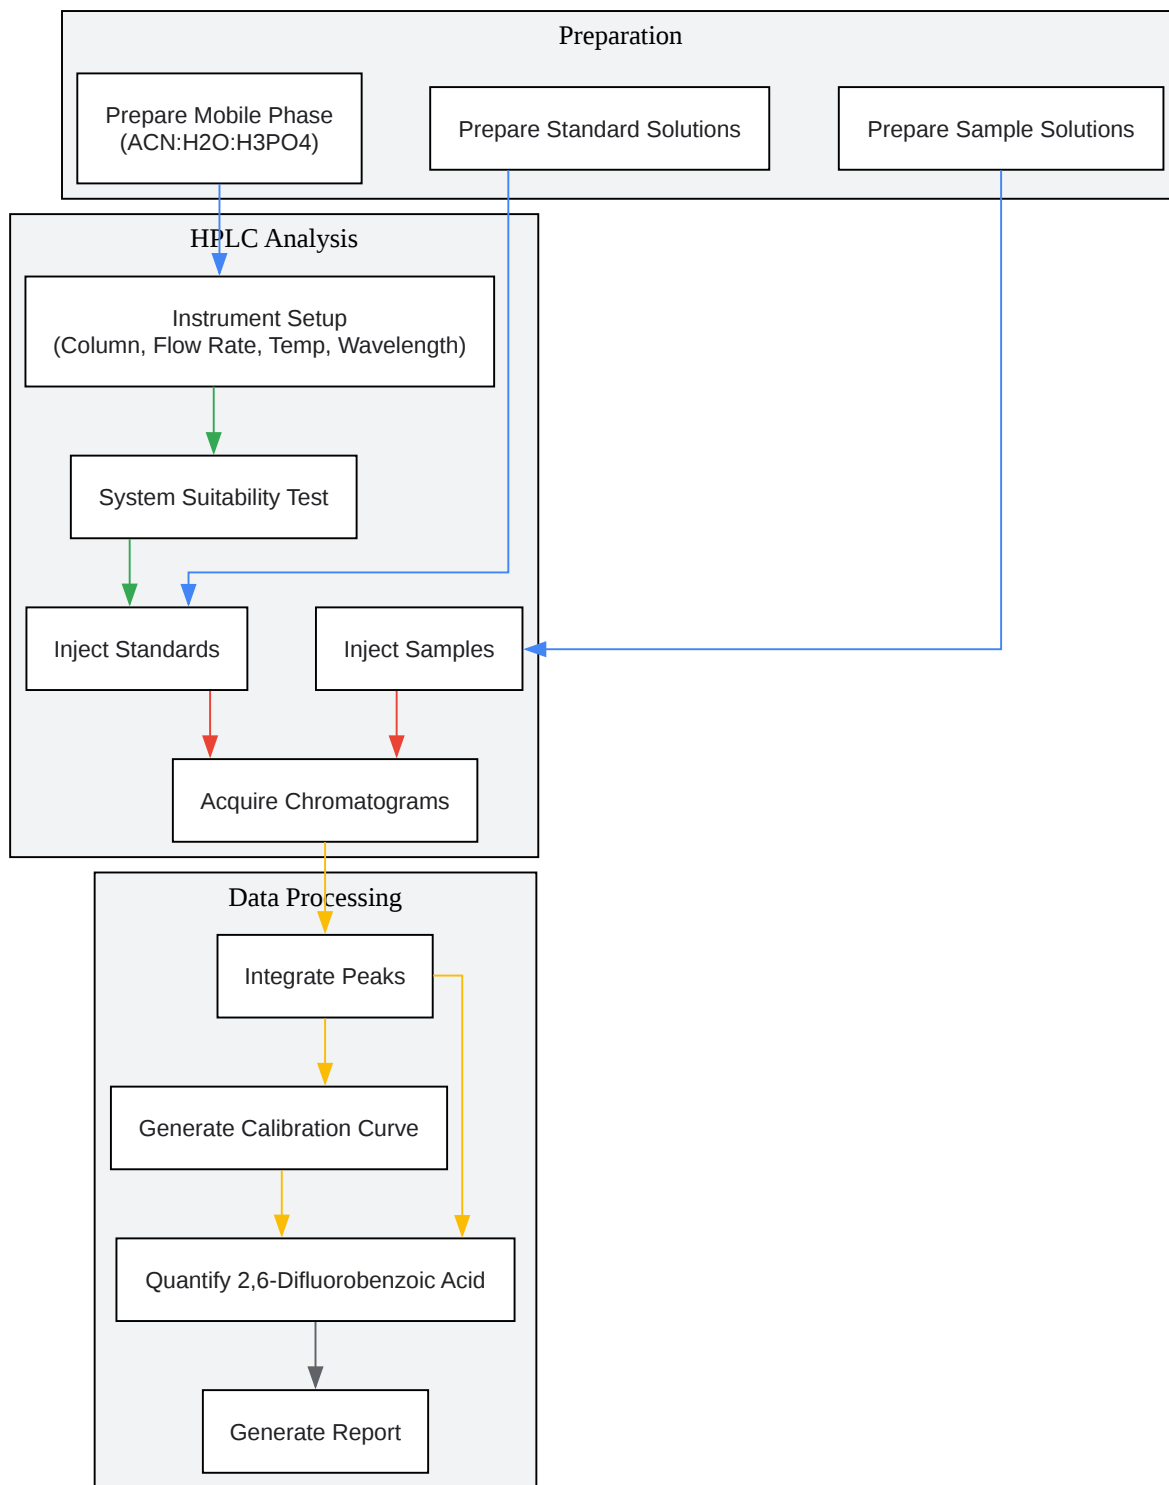 Preparation
Prepare Mobile Phase
(ACN:H2O:H3PO4)
Prepare Standard Solutions
Prepare Sample Solutions
HPLC Analysis
Instrument Setup
(Column, Flow Rate, Temp, Wavelength)
System Suitability Test
Inject Standards
Inject Samples
Acquire Chromatograms
Data Processing
Integrate Peaks
Generate Calibration Curve
Quantify 2,6-Difluorobenzoic Acid
Generate Report